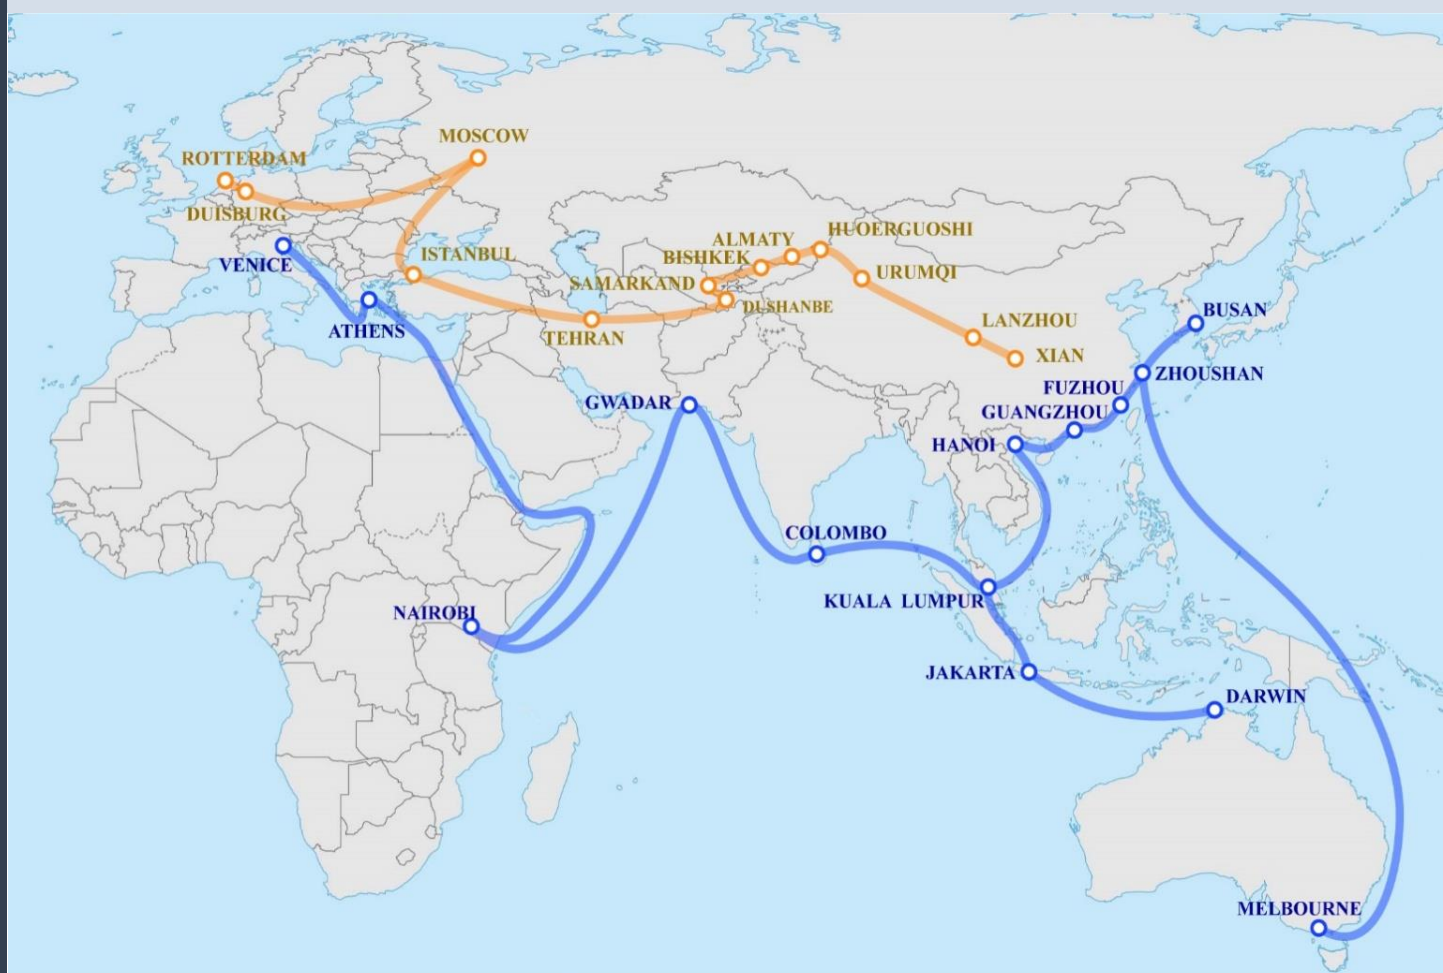 MOSCOW
ROTTERDAM
DUISBURG
HUOERGUOSHI
ALMATY
ISTANBUL
BISHKEK
VENICE
URUMQI
SAMARKAND
DUSHANBE
BUSAN
LANZHOU
ATHENS
TEHRAN
XIAN
ZHOUSHAN
FUZHOU
GWADAR
GUANGZHOU
HANOI
COLOMBO
KUALA LUMPUR
NAIROBI
JAKARTA
DARWIN
MELBOURNE